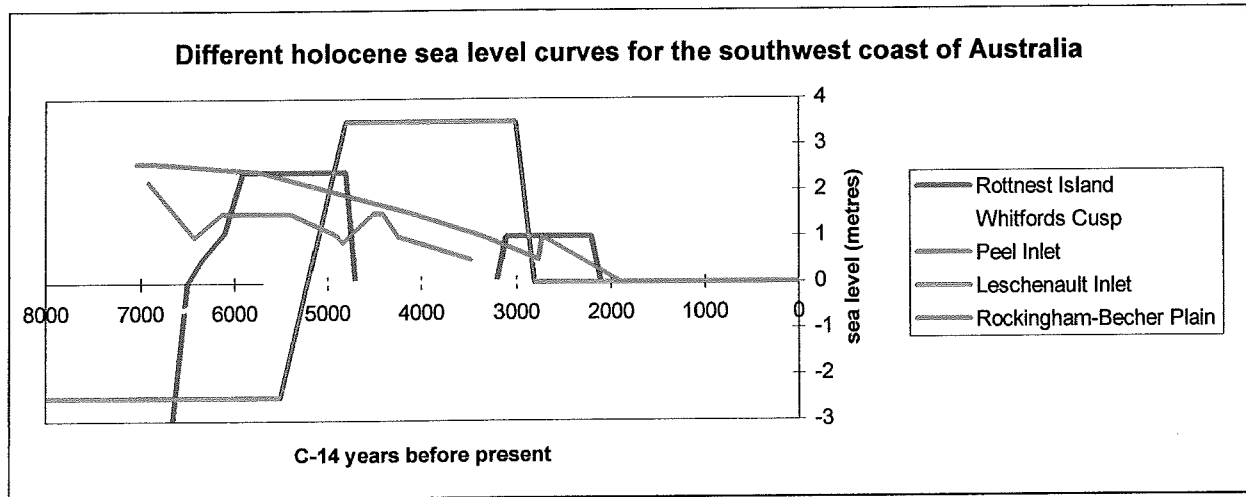 Different holocene sea level curves for the southwest coast of Australia
4
3
2
1
0
-1
-2
-3
sea level (metres)
8000 7000 6000 5000 4000 3000 2000 1000 0
C-14 years before present
Rottnest Island
Whitfords Cusp
Peel Inlet
Leschenault Inlet
Rockingham-Becher Plain